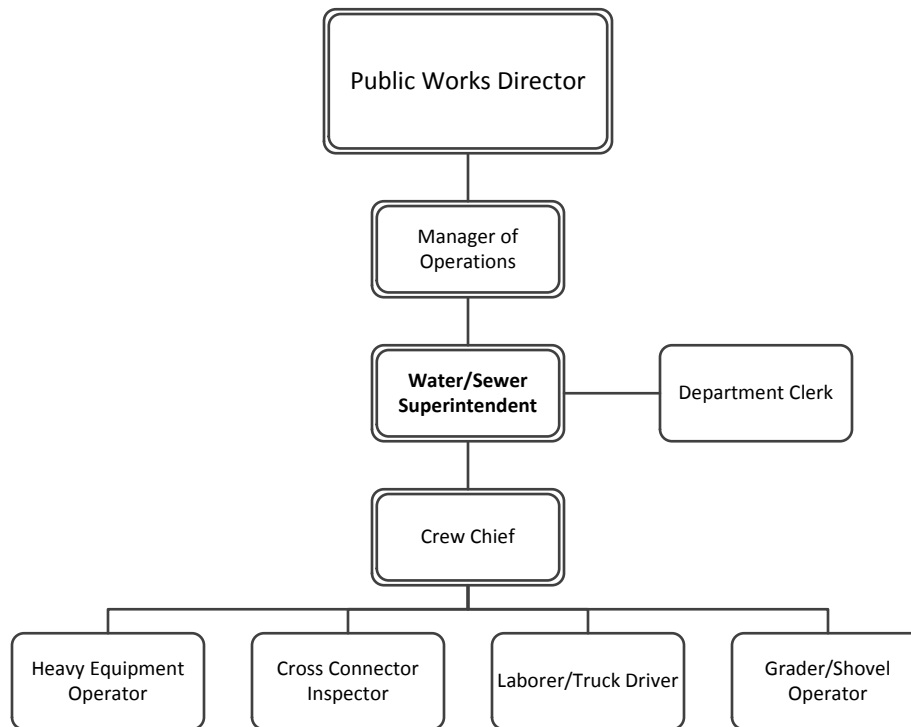 Public Works Director
Manager of
Operations
Water/Sewer
Superintendent
Department Clerk
Crew Chief
Heavy Equipment
Operator
Cross Connector
Inspector
Laborer/Truck Driver
Grader/Shovel
Operator